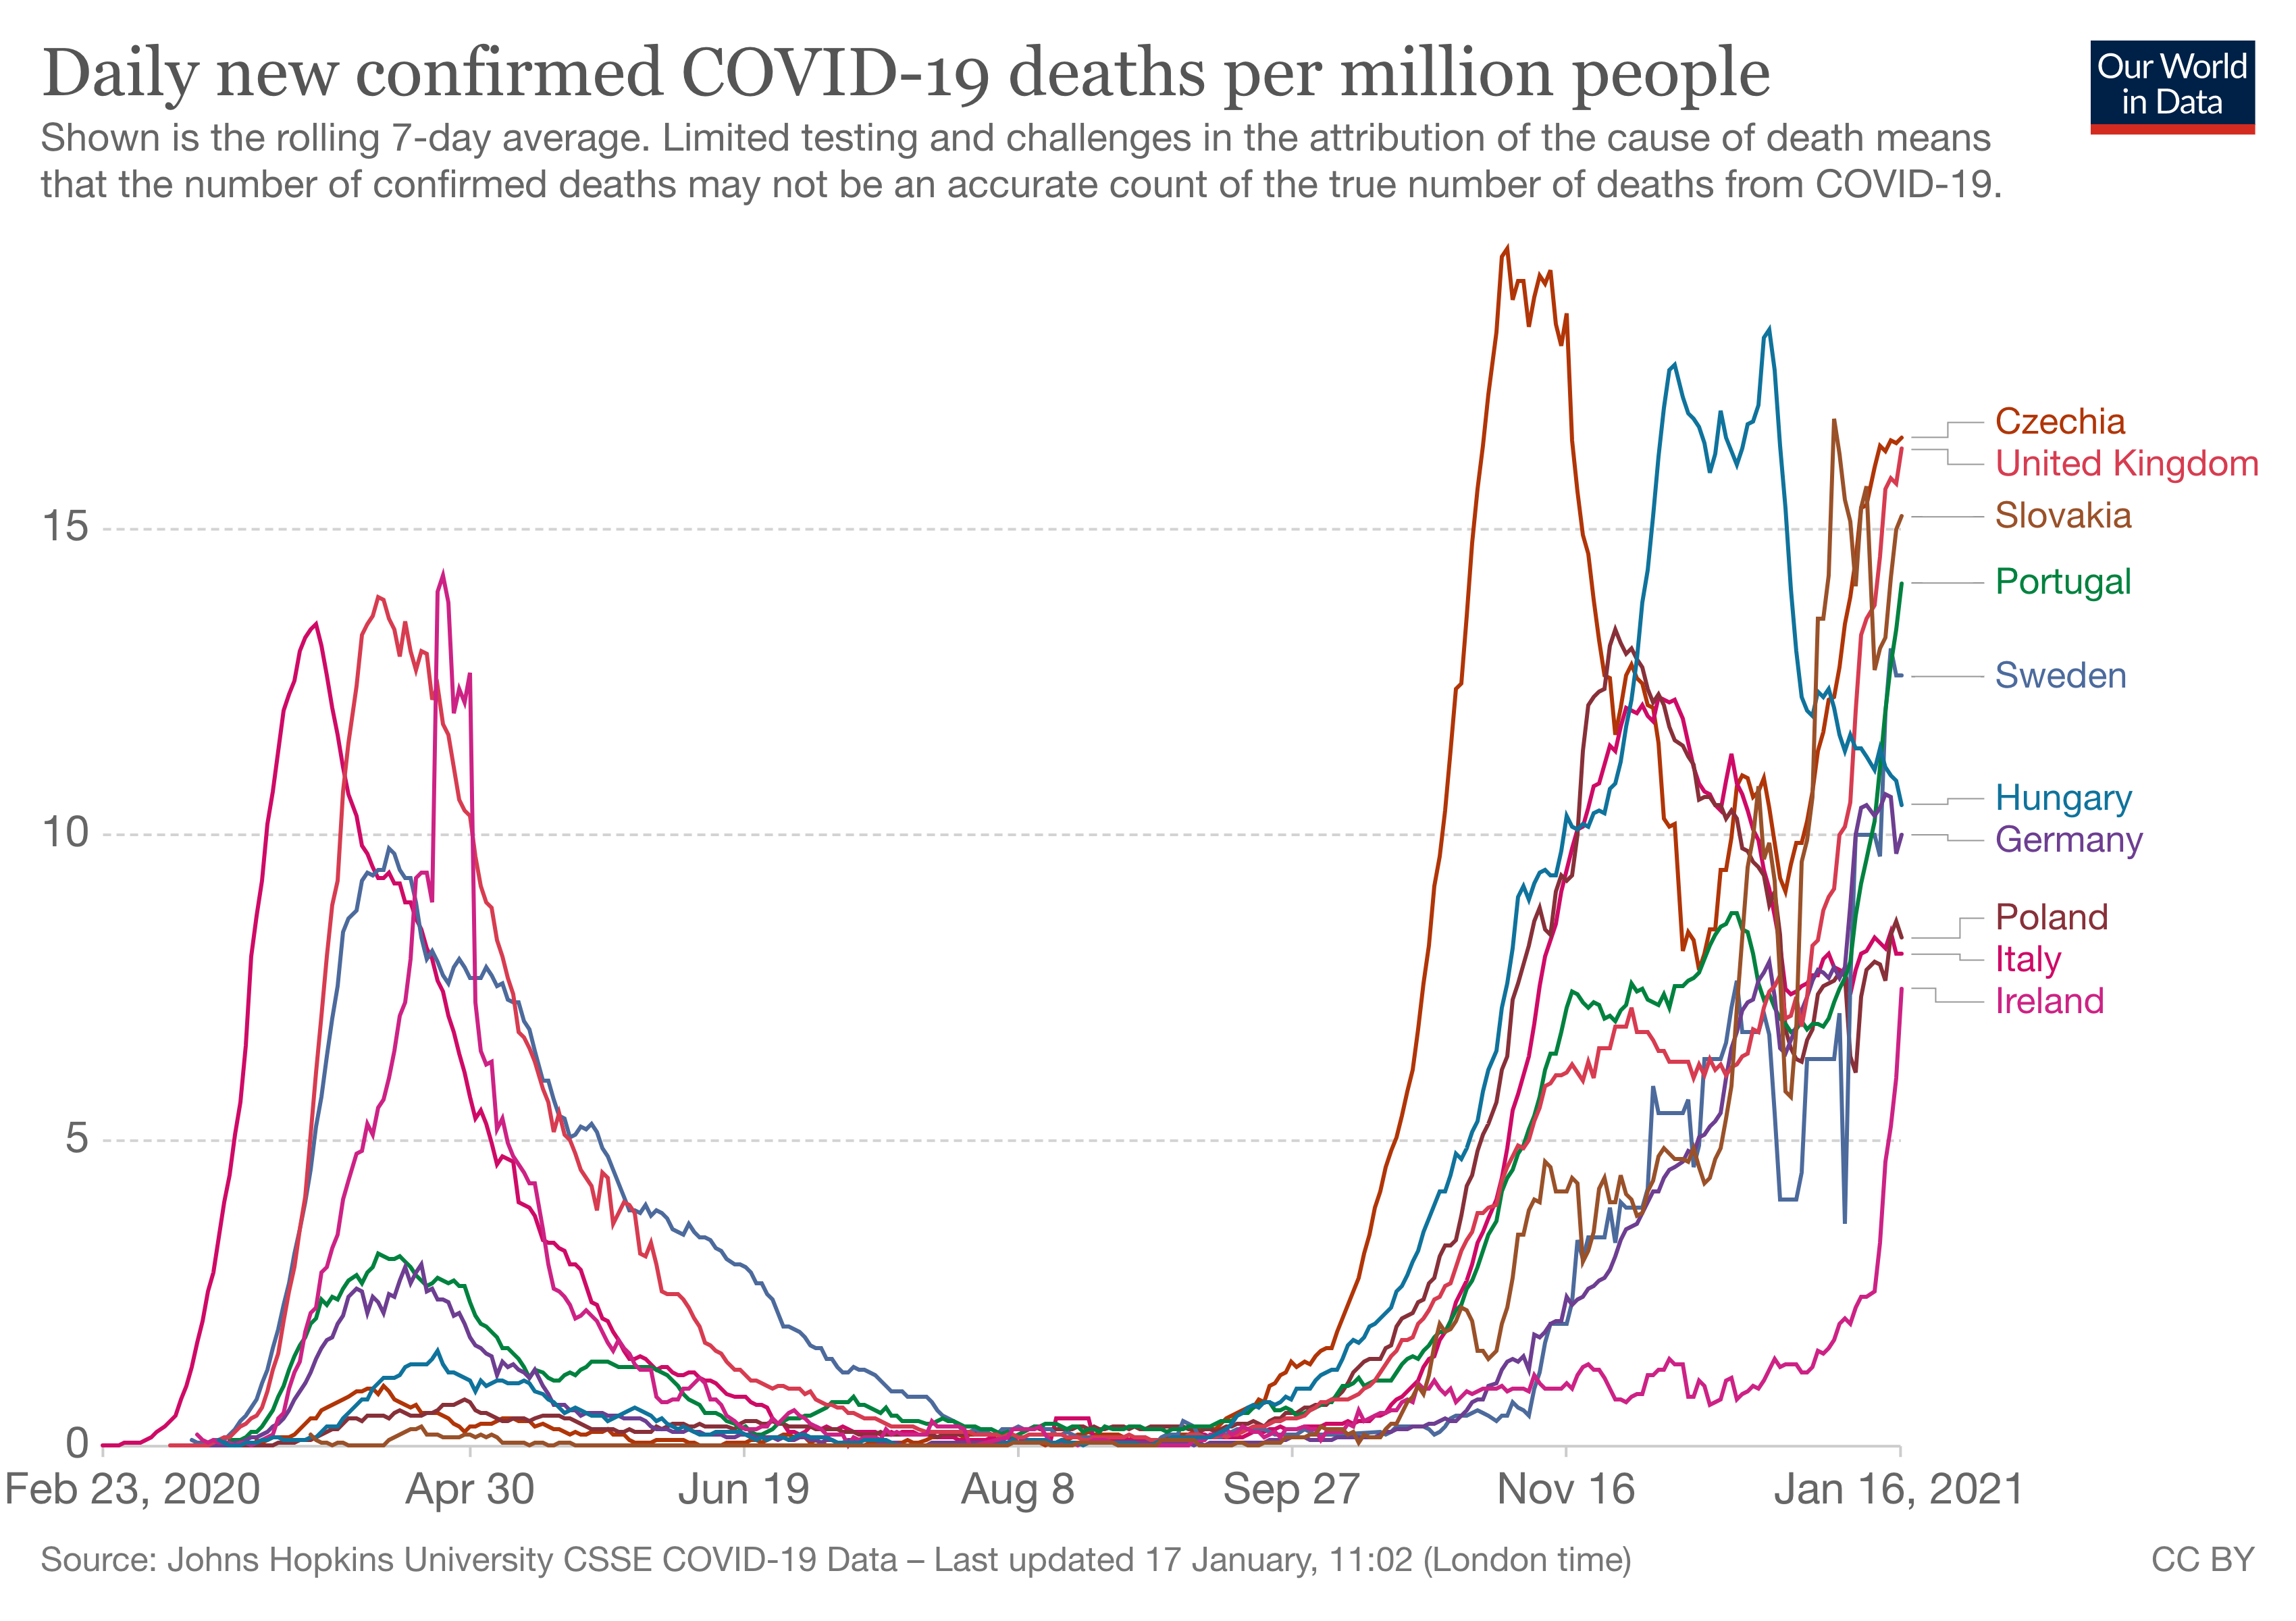 Daily new confirmed COVID-19 deaths per million people
Our World
in Data
Shown is the rolling 7-day average. Limited testing and challenges in the attribution of the cause of death means
that the number of confirmed deaths may not be an accurate count of the true number of deaths from COVID-19.
Czechia
United Kingdom
15
Slovakia
Portugal
Sweden
Hungary
10
Germany
Poland
Italy
Ireland
5
0
Feb 23, 2020 Apr 30 Jun 19 Aug 8 Sep 27 Nov 16 Jan 16, 2021
Source: Johns Hopkins University CSSE COVID-19 Data – Last updated 17 January, 11:02 (London time) CC BY